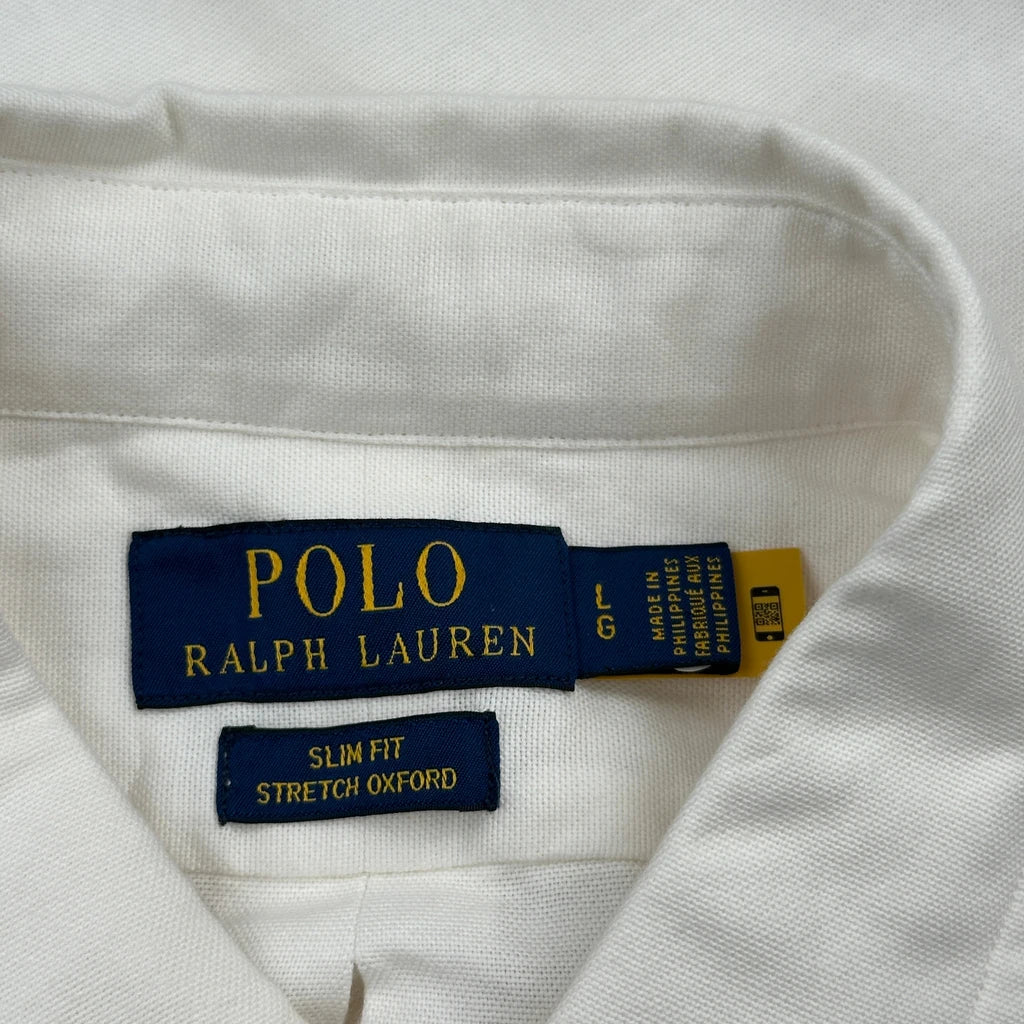 POLO
RALPH LAUREN
L
G
MADE IN
PHILIPPINES
FABRIQUÉ AUX
PHILIPPINES
SLIM FIT
STRETCH OXFORD